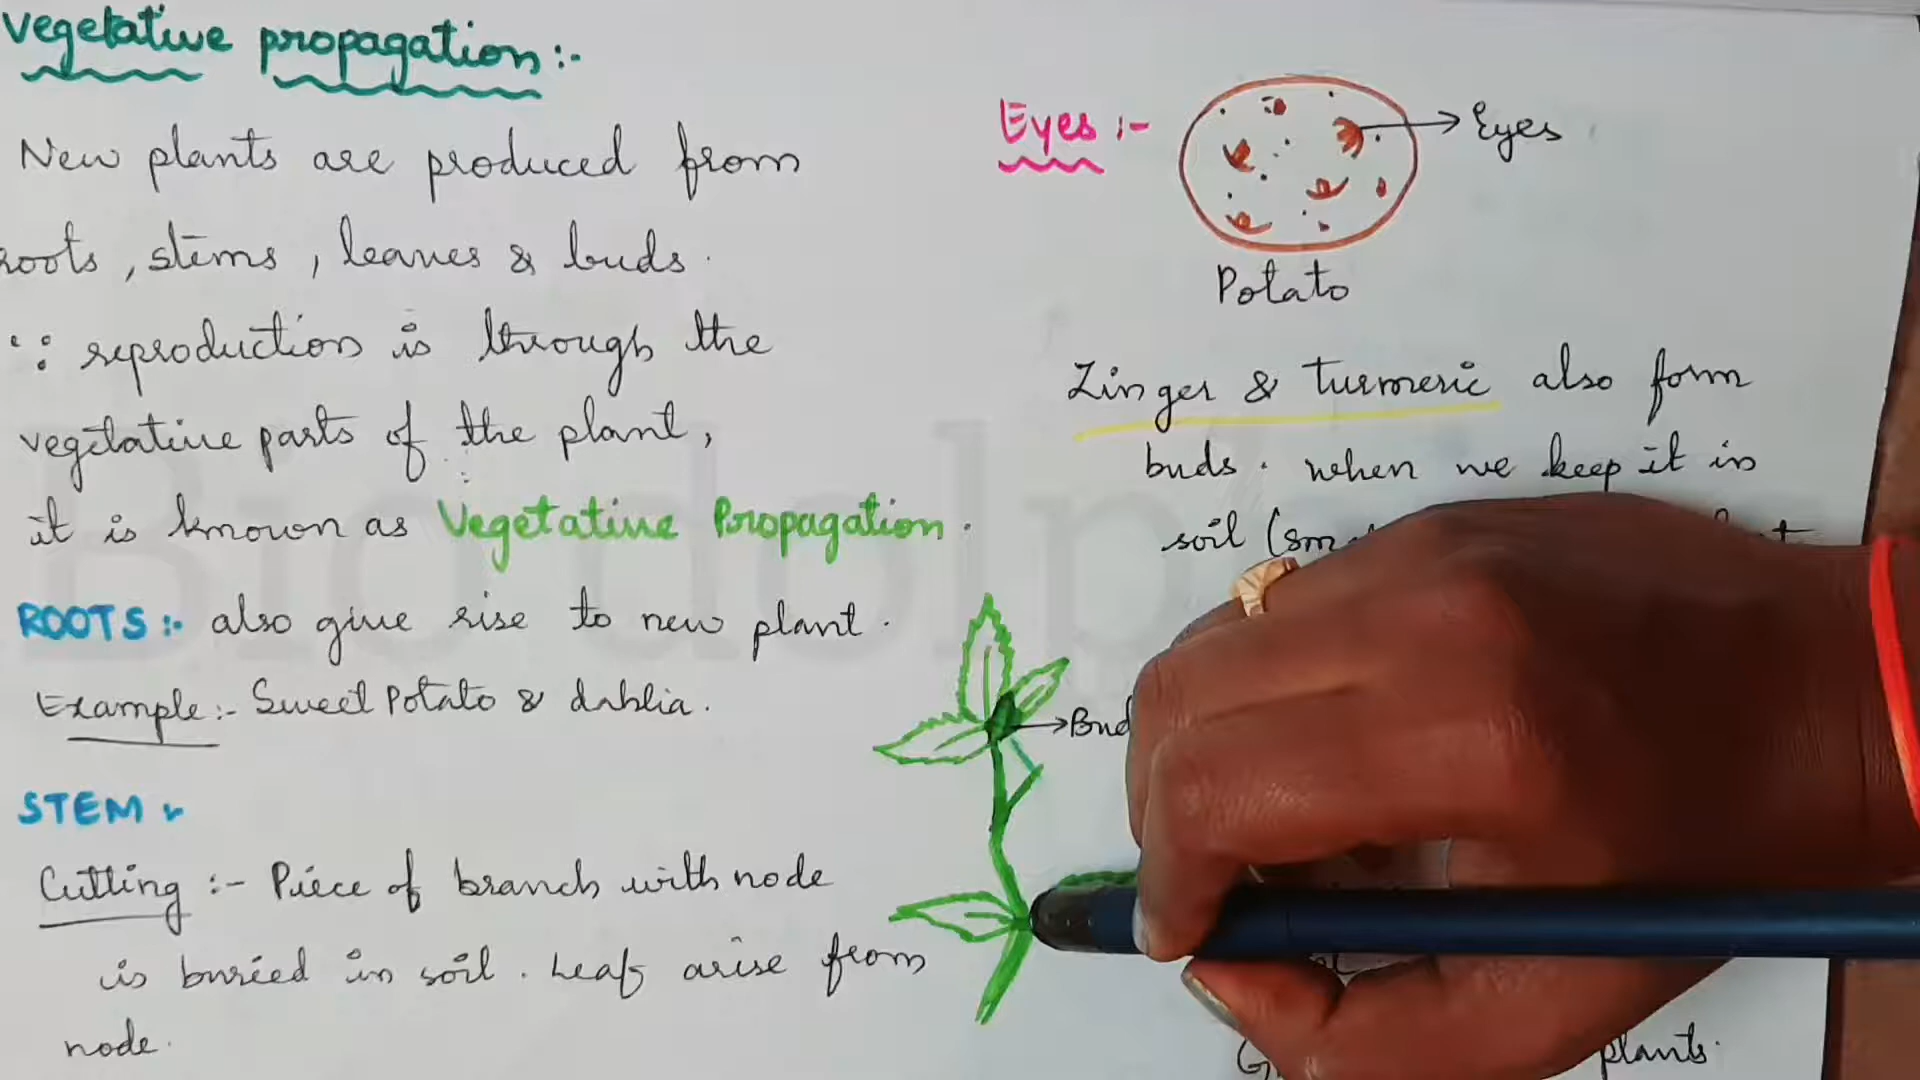 Vegetative propagation:-
New plants are produced from
roots, stems, leaves & buds.
∵ reproduction is through the
vegetative parts of the plant,
it is known as Vegetative Propagation.
ROOTS:- also give rise to new plant.
Example:- Sweet Potato & dahlia.
STEM
Cutting :- Piece of branch with node
is buried in soil. Leaf arise from
node.
Eyes:-
Eyes
Potato
Zinger & turmeric also form
buds. when we keep it in
soil
Bud
plants.
Biodolp